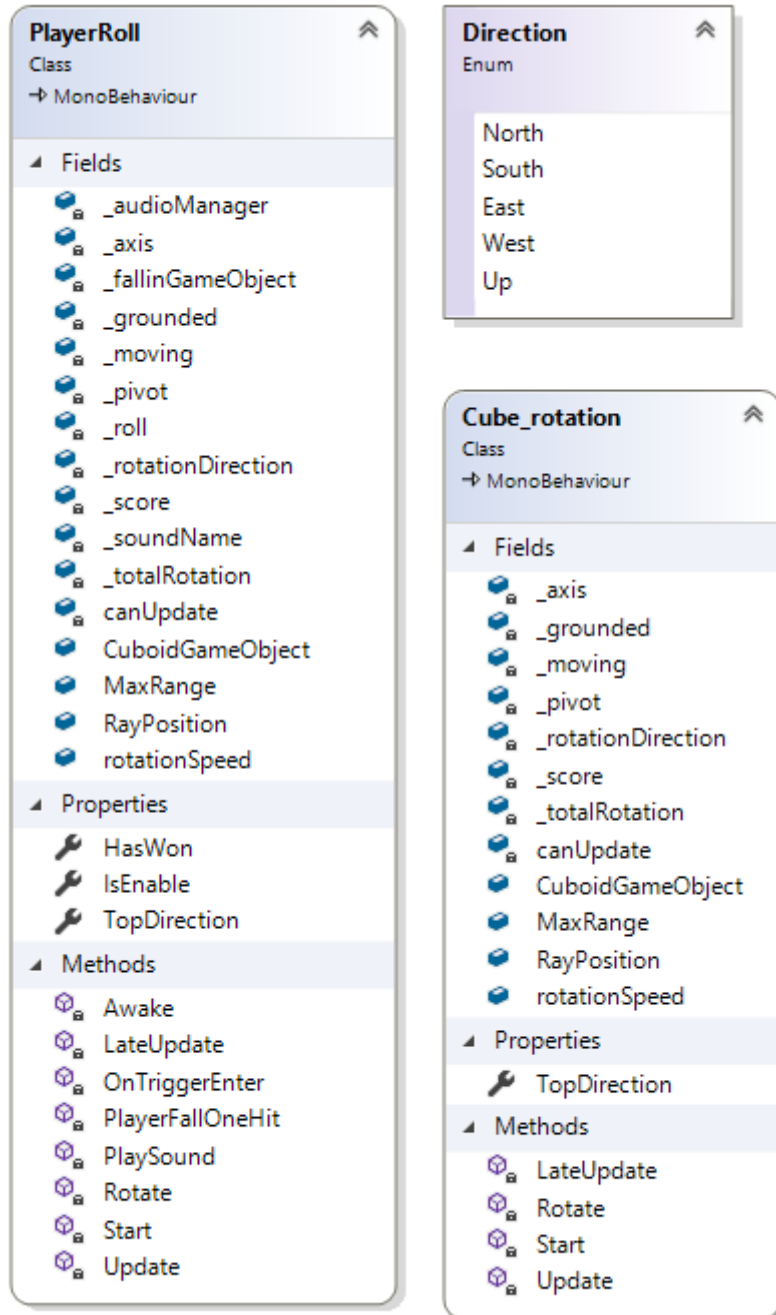 PlayerRoll
Class
MonoBehaviour
Fields
_audioManager
_axis
_fallinGameObject
_grounded
_moving
_pivot
_roll
_rotationDirection
_score
_soundName
_totalRotation
canUpdate
CuboidGameObject
MaxRange
RayPosition
rotationSpeed
Properties
HasWon
IsEnable
TopDirection
Methods
Awake
LateUpdate
OnTriggerEnter
PlayerFallOneHit
PlaySound
Rotate
Start
Update
Direction
Enum
North
South
East
West
Up
Cube_rotation
Class
MonoBehaviour
Fields
_axis
_grounded
_moving
_pivot
_rotationDirection
_score
_totalRotation
canUpdate
CuboidGameObject
MaxRange
RayPosition
rotationSpeed
Properties
TopDirection
Methods
LateUpdate
Rotate
Start
Update